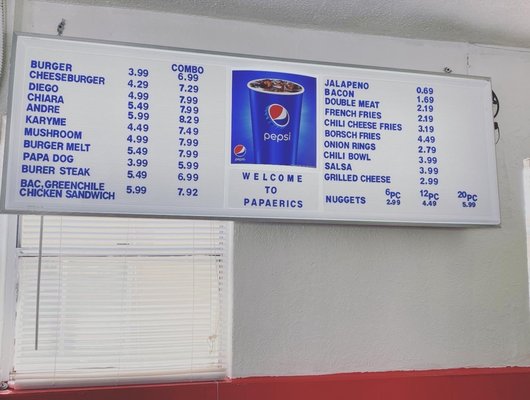 BURGER 3.99 COMBO 6.99
CHEESEBURGER 4.29 7.29
DIEGO 4.99 7.99
CHIARA 5.49 7.99
ANDRE 5.99 8.29
KARYME 4.49 7.49
MUSHROOM 4.99 7.99
BURGER MELT 5.49 7.99
PAPA DOG 3.99 5.99
BURER STEAK 5.49 6.99
BAC,GREENCHILE 5.99 7.92
CHICKEN SANDWICH
pepsi
pepsi
WELCOME
TO
PAPAERICS
JALAPENO 0.69
BACON 1.69
DOUBLE MEAT 2.19
FRENCH FRIES 2.19
CHILI CHEESE FRIES 3.19
BORSCH FRIES 4.49
ONION RINGS 2.79
CHILI BOWL 3.99
SALSA 3.99
GRILLED CHEESE 2.99
6PC 12PC 20PC
NUGGETS 2.99 4.49 5.99